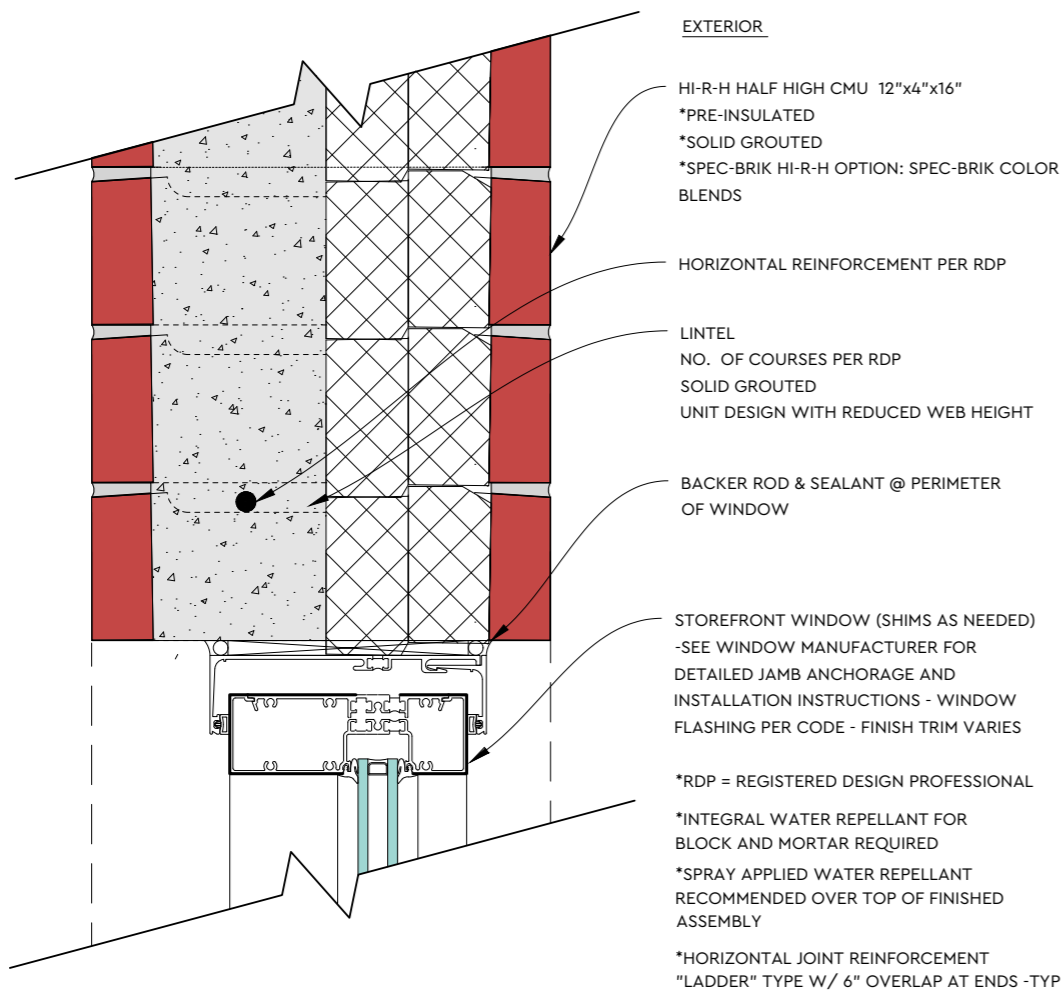 EXTERIOR
HI-R-H HALF HIGH CMU 12"x4"x16"
*PRE-INSULATED
*SOLID GROUTED
*SPEC-BRIK HI-R-H OPTION: SPEC-BRIK COLOR
BLENDS
HORIZONTAL REINFORCEMENT PER RDP
LINTEL
NO. OF COURSES PER RDP
SOLID GROUTED
UNIT DESIGN WITH REDUCED WEB HEIGHT
BACKER ROD & SEALANT @ PERIMETER
OF WINDOW
STOREFRONT WINDOW (SHIMS AS NEEDED)
-SEE WINDOW MANUFACTURER FOR
DETAILED JAMB ANCHORAGE AND
INSTALLATION INSTRUCTIONS - WINDOW
FLASHING PER CODE - FINISH TRIM VARIES
*RDP = REGISTERED DESIGN PROFESSIONAL
*INTEGRAL WATER REPELLANT FOR
BLOCK AND MORTAR REQUIRED
*SPRAY APPLIED WATER REPELLANT
RECOMMENDED OVER TOP OF FINISHED
ASSEMBLY
*HORIZONTAL JOINT REINFORCEMENT
"LADDER" TYPE W/ 6" OVERLAP AT ENDS -TYP